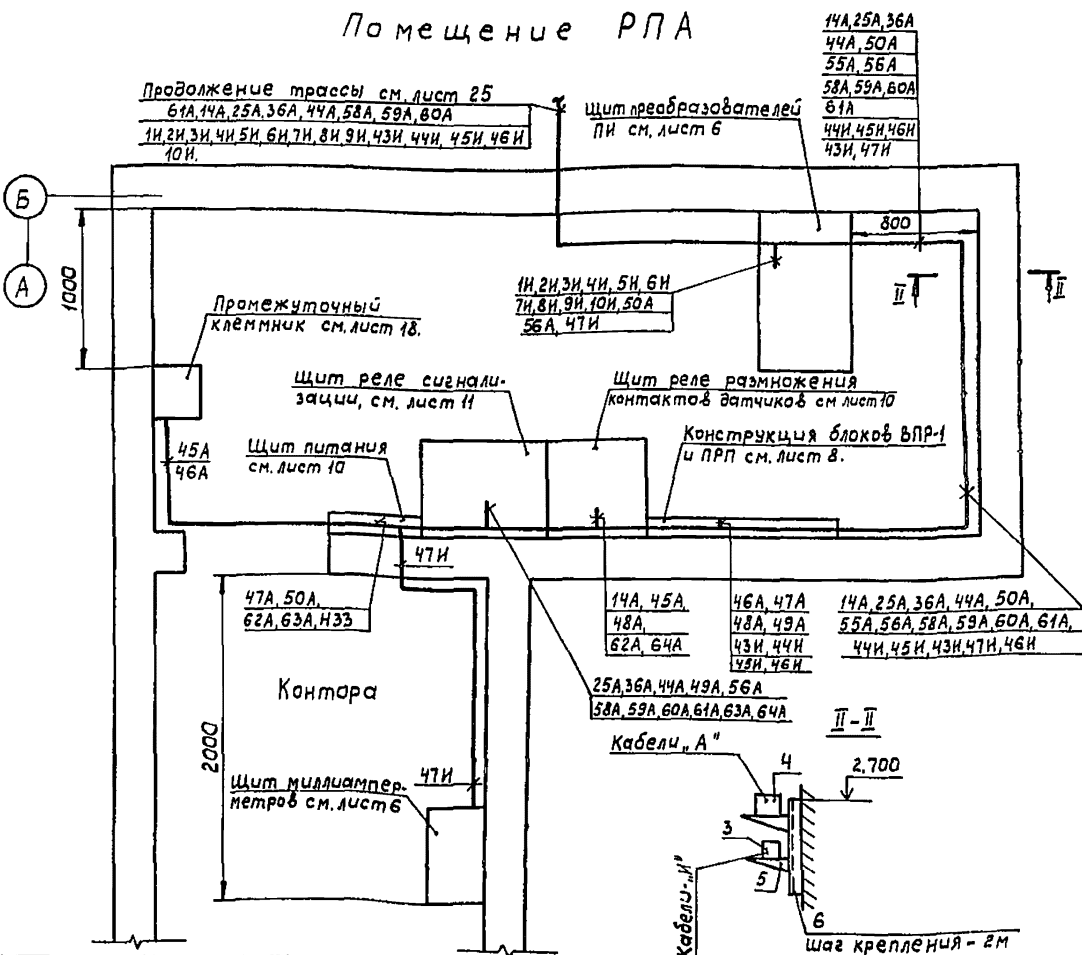 Помещение РПА
Продолжение трассы см. лист 25
61А, 14А, 25А, 36А, 44А, 58А, 59А, 60А
1И, 2И, 3И, 4И, 5И, 6И, 7И, 8И, 9И, 43И, 44И, 45И, 46И
10И.
Щит преобразователей
ПИ см. лист 6
14А, 25А, 36А
44А, 50А
55А, 56А
58А, 59А, 60А
61А
44И, 45И, 46И
43И, 47И
Б
А
1000
800
II
II
1И, 2И, 3И, 4И, 5И, 6И
7И, 8И, 9И, 10И, 50А
56А, 47И
Промежуточный
клеммник см. лист 18.
Щит реле сигнали-
зации, см. лист 11
Щит реле размножения
контактов датчиков см лист 10
45А
46А
Щит питания
см. лист 10
Конструкция блоков ВПР-1
и ПРП см. лист 8.
47И
47А, 50А,
62А, 63А, Н33
14А, 45А,
48А,
62А, 64А
46А, 47А
48А, 49А
43И, 44И
45И, 46И
14А, 25А, 36А, 44А, 50А,
55А, 56А, 58А, 59А, 60А, 61А,
44И, 45И, 43И, 47И, 46И
Контора
25А, 36А, 44А, 49А, 56А
58А, 59А, 60А, 61А, 63А, 64А
2000
Щит миллиампер-
метров см. лист 6
47И
II-II
Кабели „А"
4
2,700
3
5
Кабели-„И"
6
шаг крепления - 2м